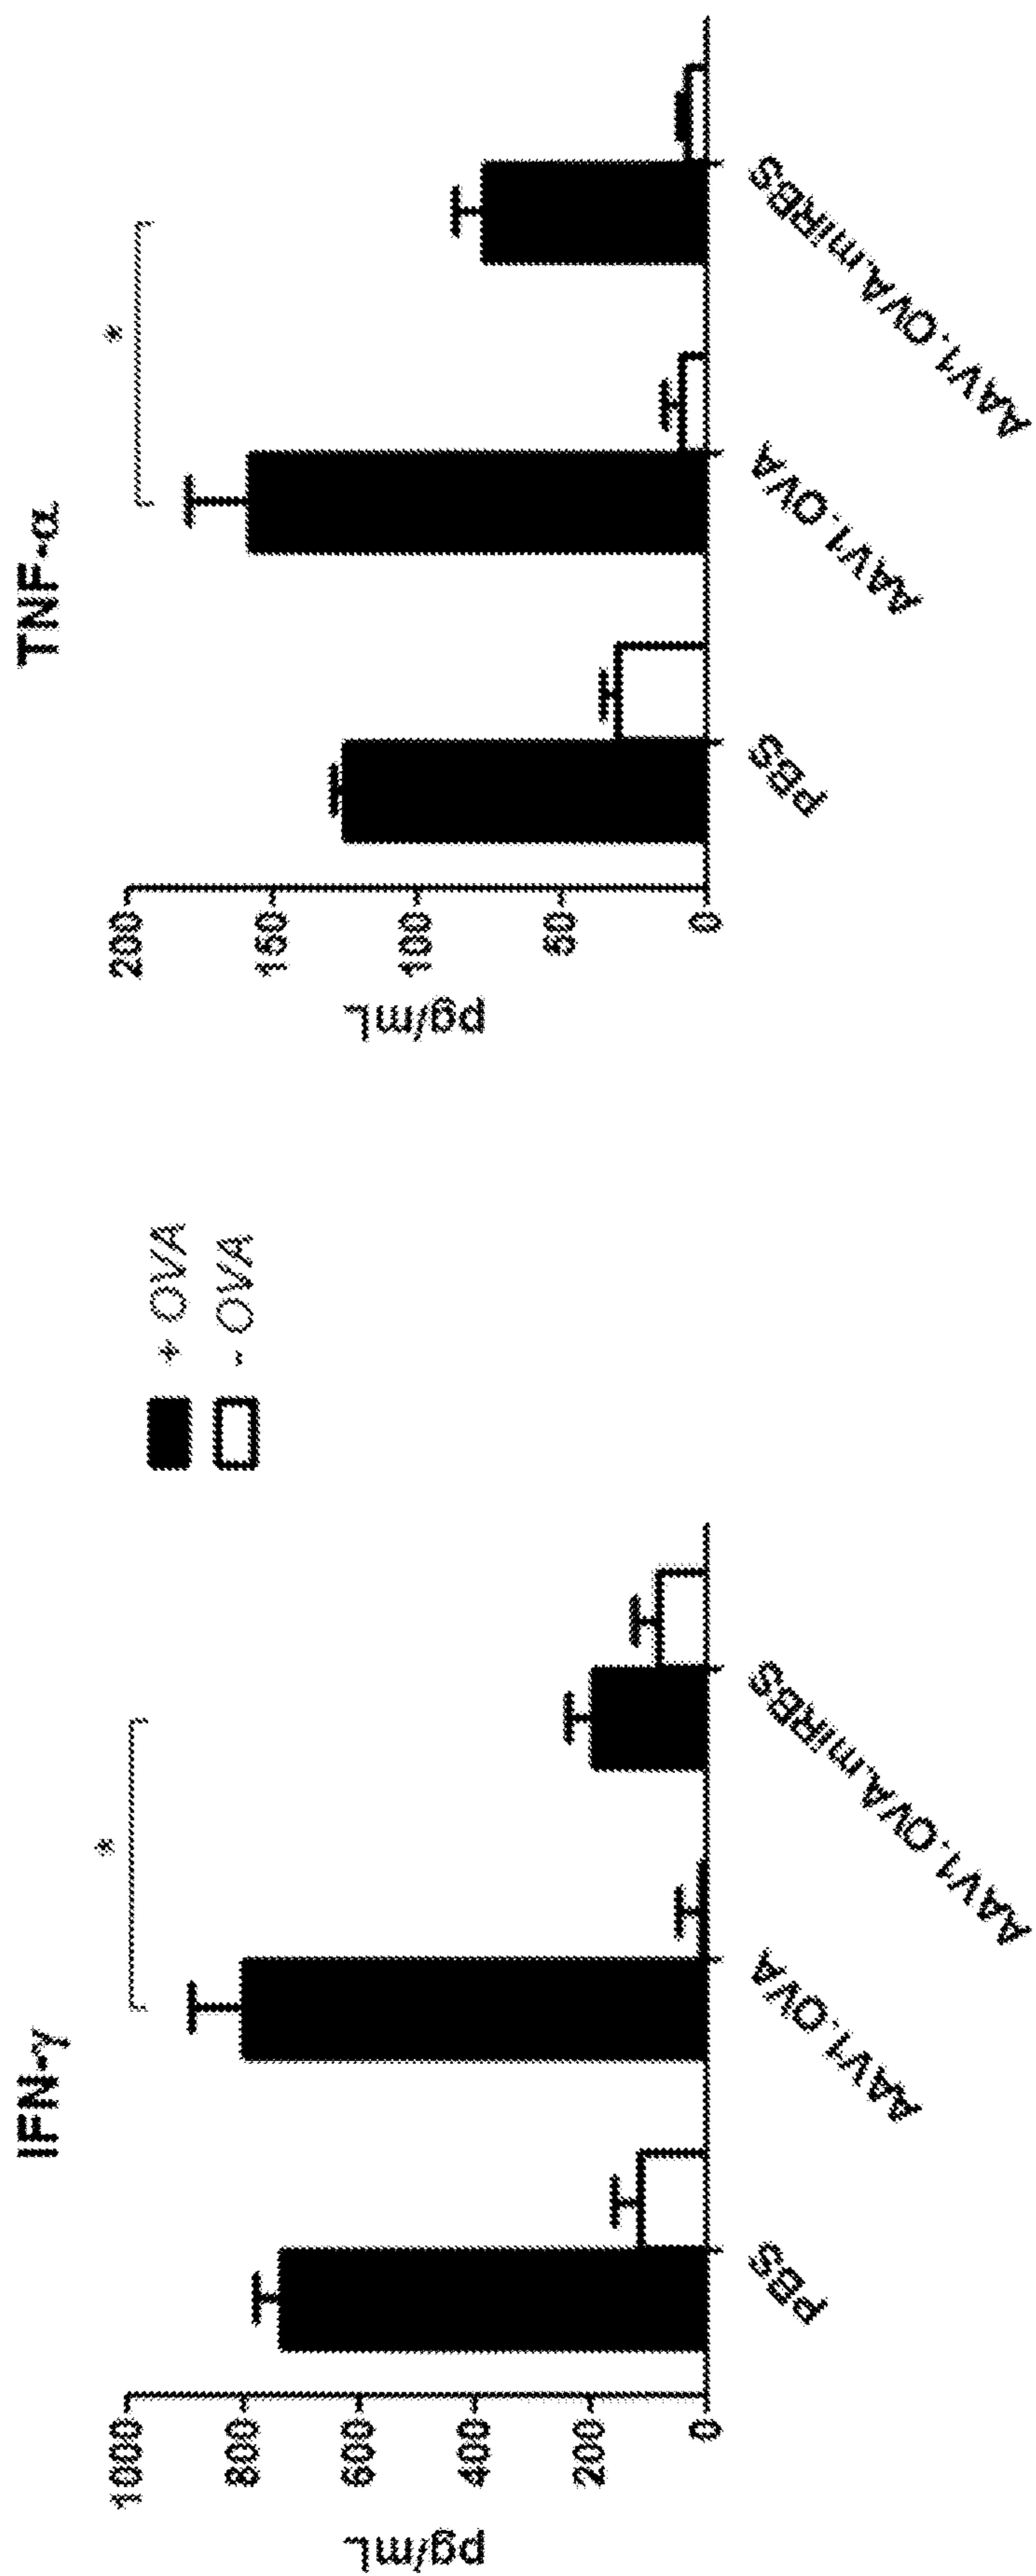 IFN-γ
pg/mL
1000
800
600
400
200
0
PBS
AAV1.OVA
AAV1.OVA.miRBS
*
+ OVA
- OVA
TNF-α
pg/mL
200
150
100
50
0
PBS
AAV1.OVA
AAV1.OVA.miRBS
*